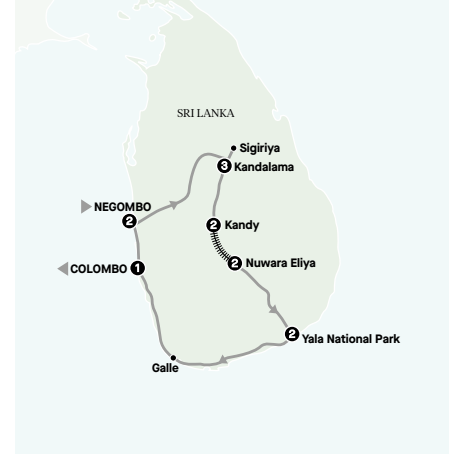 SRI LANKA
Sigiriya
3 Kandalama
NEGOMBO
2
2 Kandy
COLOMBO 1
2 Nuwara Eliya
2
Yala National Park
Galle